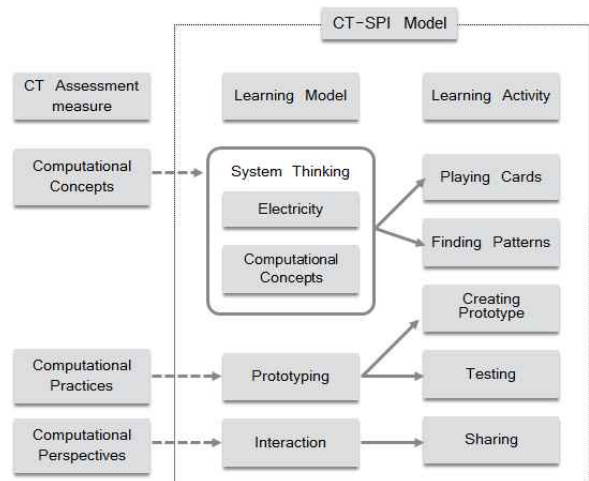 CT-SPI Model
CT Assessment
measure
Learning Model
Learning Activity
Computational
Concepts
System Thinking
Electricity
Computational
Concepts
Playing Cards
Finding Patterns
Creating
Prototype
Computational
Practices
Prototyping
Testing
Computational
Perspectives
Interaction
Sharing